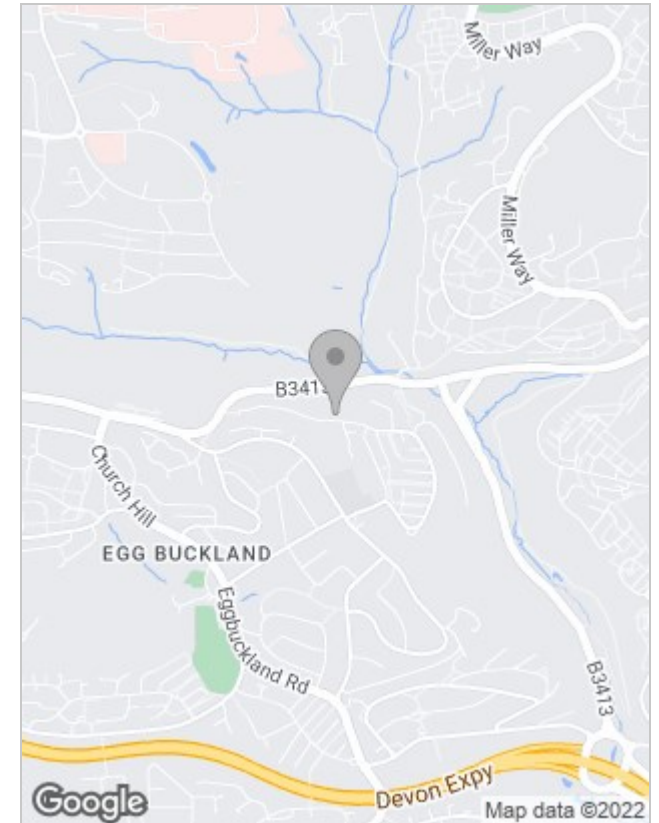 Miller Way
Miller Way
B3413
Church Hill
EGG BUCKLAND
Eggbuckland Rd
B3413
Devon Expy
Google
Map data ©2022